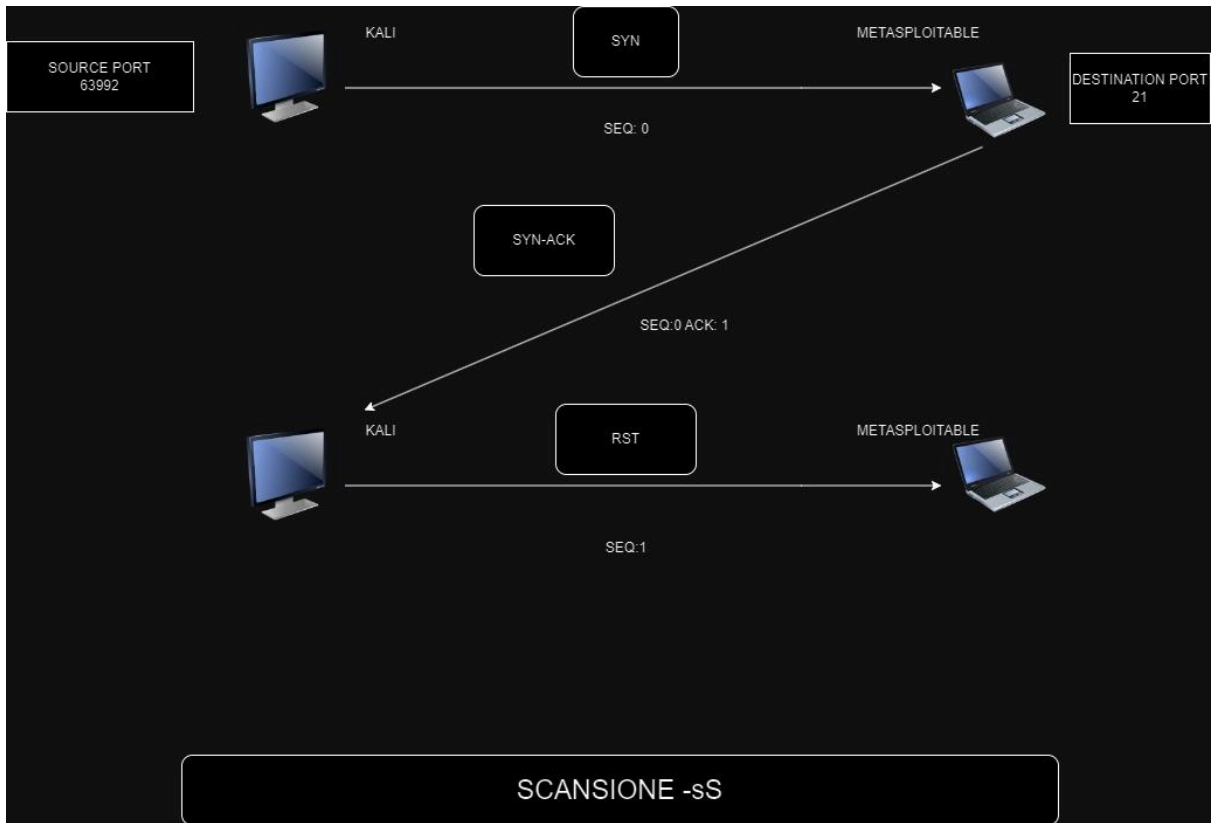 KALI
SYN
METASPLOITABLE
SOURCE PORT
63992
DESTINATION PORT
21
SEQ: 0
SYN-ACK
SEQ:0 ACK: 1
KALI
RST
METASPLOITABLE
SEQ:1
SCANSIONE -sS